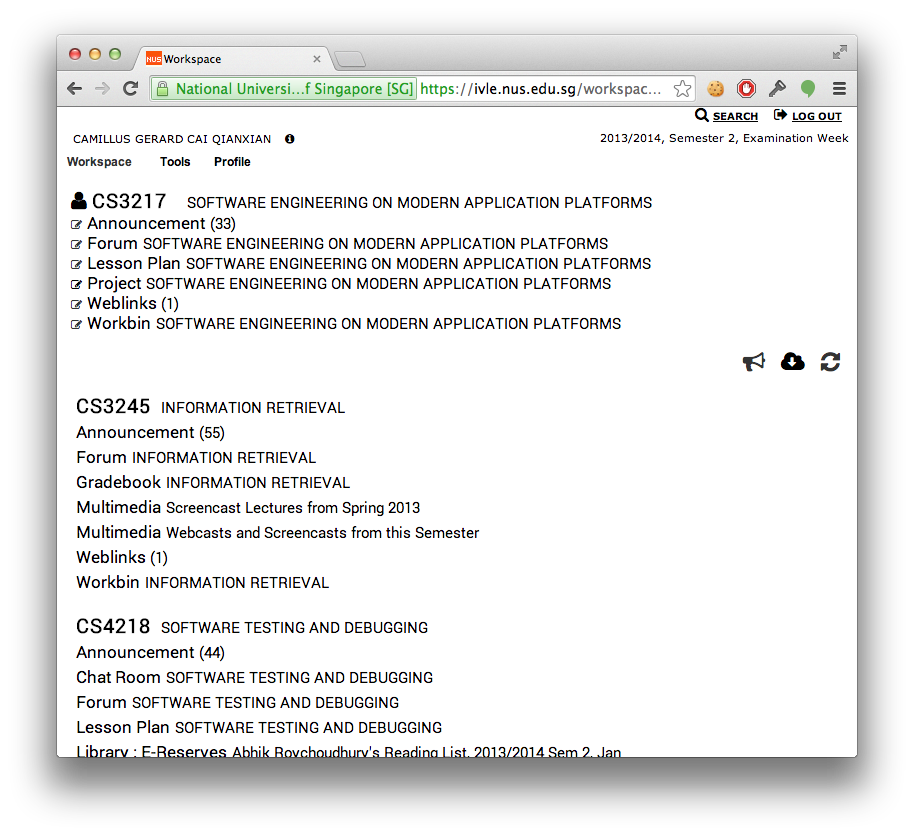 NUS Workspace
National Universi...f Singapore [SG] https://ivle.nus.edu.sg/workspac...
SEARCH LOG OUT
CAMILLUS GERARD CAI QIANXIAN 2013/2014, Semester 2, Examination Week
Workspace Tools Profile
CS3217 SOFTWARE ENGINEERING ON MODERN APPLICATION PLATFORMS
Announcement (33)
Forum SOFTWARE ENGINEERING ON MODERN APPLICATION PLATFORMS
Lesson Plan SOFTWARE ENGINEERING ON MODERN APPLICATION PLATFORMS
Project SOFTWARE ENGINEERING ON MODERN APPLICATION PLATFORMS
Weblinks (1)
Workbin SOFTWARE ENGINEERING ON MODERN APPLICATION PLATFORMS
CS3245 INFORMATION RETRIEVAL
Announcement (55)
Forum INFORMATION RETRIEVAL
Gradebook INFORMATION RETRIEVAL
Multimedia Screencast Lectures from Spring 2013
Multimedia Webcasts and Screencasts from this Semester
Weblinks (1)
Workbin INFORMATION RETRIEVAL
CS4218 SOFTWARE TESTING AND DEBUGGING
Announcement (44)
Chat Room SOFTWARE TESTING AND DEBUGGING
Forum SOFTWARE TESTING AND DEBUGGING
Lesson Plan SOFTWARE TESTING AND DEBUGGING
Library : E-Reserves Abhik Roychoudhury's Reading List, 2013/2014 Sem 2, Jan